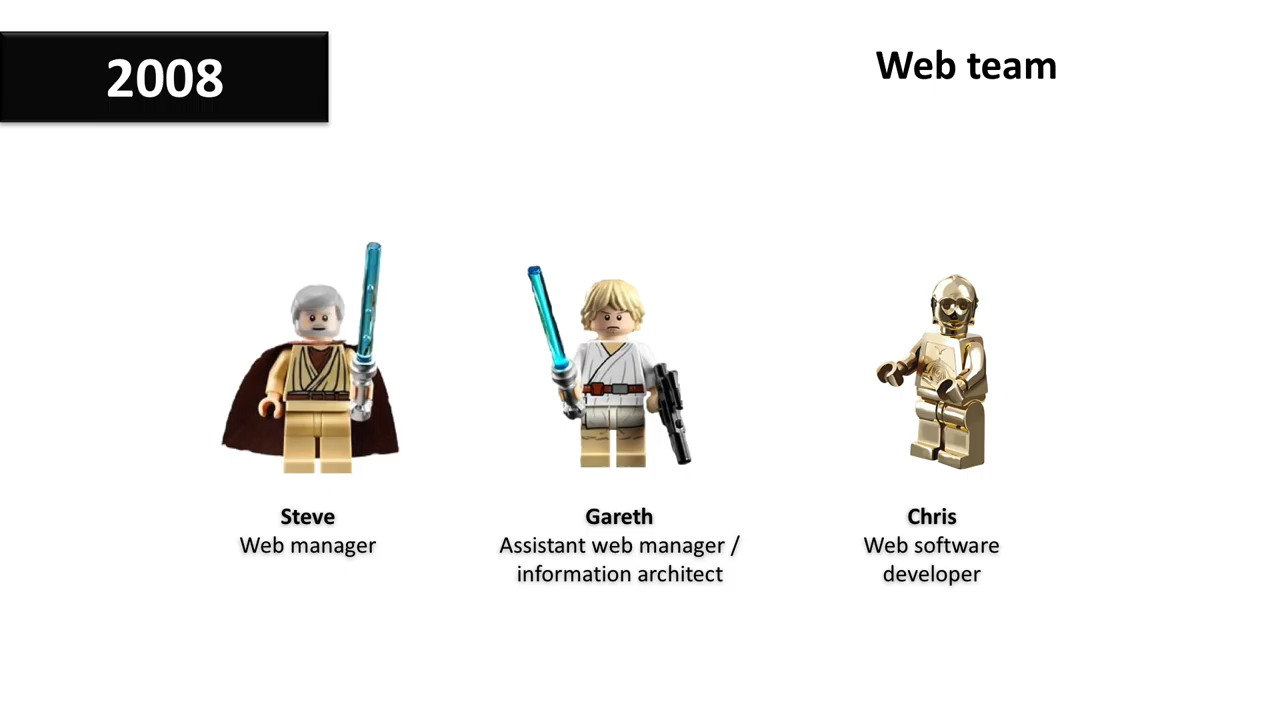 2008
Web team
Steve
Web manager
Gareth
Assistant web manager /
information architect
Chris
Web software
developer